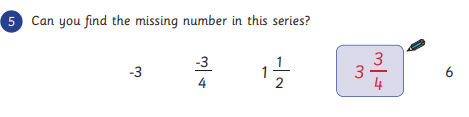 5 Can you find the missing number in this series?
-3 -3/4 1 1/2 3 3/4 6